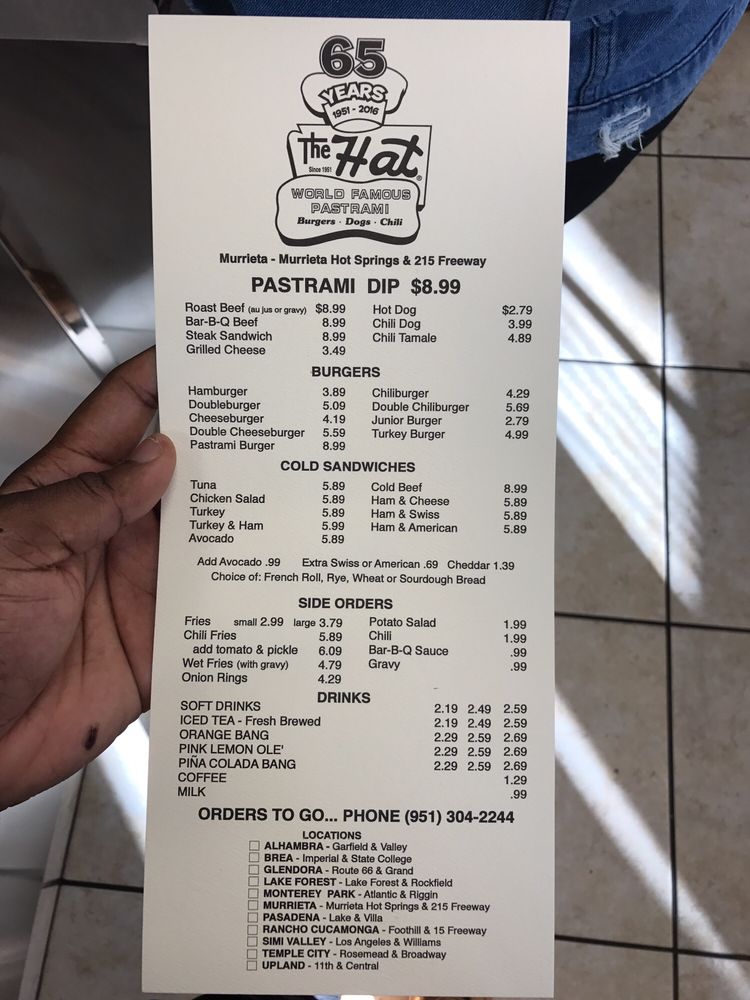 65
YEARS
1951 - 2016
The Hat®
Since 1951
WORLD FAMOUS
PASTRAMI
Burgers · Dogs · Chili
Murrieta - Murrieta Hot Springs & 215 Freeway
PASTRAMI DIP $8.99
Roast Beef (au jus or gravy) $8.99 Hot Dog $2.79
Bar-B-Q Beef 8.99 Chili Dog 3.99
Steak Sandwich 8.99 Chili Tamale 4.89
Grilled Cheese 3.49
BURGERS
Hamburger 3.89 Chiliburger 4.29
Doubleburger 5.09 Double Chiliburger 5.69
Cheeseburger 4.19 Junior Burger 2.79
Double Cheeseburger 5.59 Turkey Burger 4.99
Pastrami Burger 8.99
COLD SANDWICHES
Tuna 5.89 Cold Beef 8.99
Chicken Salad 5.89 Ham & Cheese 5.89
Turkey 5.89 Ham & Swiss 5.89
Turkey & Ham 5.99 Ham & American 5.89
Avocado 5.89
Add Avocado .99 Extra Swiss or American .69 Cheddar 1.39
Choice of: French Roll, Rye, Wheat or Sourdough Bread
SIDE ORDERS
Fries small 2.99 large 3.79 Potato Salad 1.99
Chili Fries 5.89 Chili 1.99
add tomato & pickle 6.09 Bar-B-Q Sauce .99
Wet Fries (with gravy) 4.79 Gravy .99
Onion Rings 4.29
DRINKS
SOFT DRINKS 2.19 2.49 2.59
ICED TEA - Fresh Brewed 2.19 2.49 2.59
ORANGE BANG 2.29 2.59 2.69
PINK LEMON OLE' 2.29 2.59 2.69
PIÑA COLADA BANG 2.29 2.59 2.69
COFFEE 1.29
MILK .99
ORDERS TO GO... PHONE (951) 304-2244
LOCATIONS
ALHAMBRA - Garfield & Valley
BREA - Imperial & State College
GLENDORA - Route 66 & Grand
LAKE FOREST - Lake Forest & Rockfield
MONTEREY PARK - Atlantic & Riggin
MURRIETA - Murrieta Hot Springs & 215 Freeway
PASADENA - Lake & Villa
RANCHO CUCAMONGA - Foothill & 15 Freeway
SIMI VALLEY - Los Angeles & Williams
TEMPLE CITY - Rosemead & Broadway
UPLAND - 11th & Central